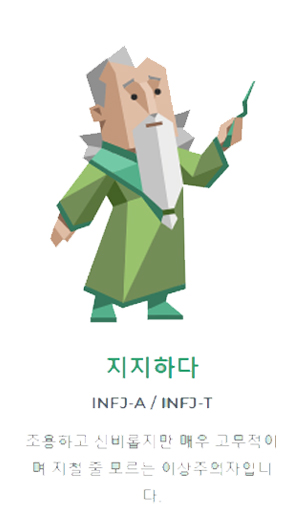 지지하다
INFJ-A / INFJ-T
조용하고 신비롭지만 매우 고무적이
며 지철 줄 모르는 이상주의자입니
다.